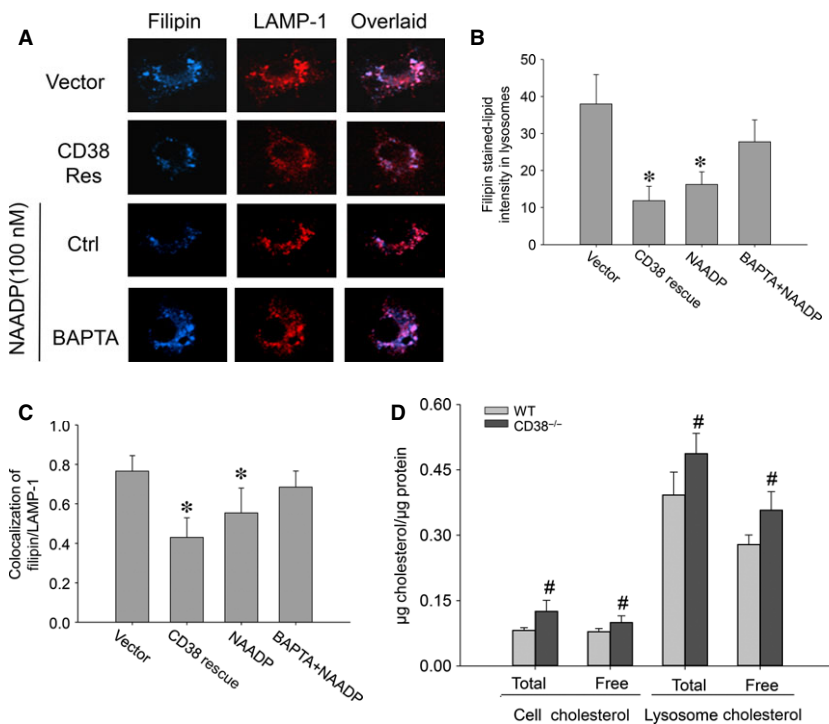 A
Filipin LAMP-1 Overlaid
Vector
CD38
Res
NAADP(100 nM)
Ctrl
BAPTA
B
Filipin stained-lipid
intensity in lysosomes
50
40
30
20
10
0
*
*
Vector
CD38 rescue
NAADP
BAPTA+NAADP
C
Colocalization of
filipin/LAMP-1
1.0
0.8
0.6
0.4
0.2
0.0
*
*
Vector
CD38 rescue
NAADP
BAPTA+NAADP
D
µg cholesterol/µg protein
0.60
0.45
0.30
0.15
0.00
WT
CD38⁻/⁻
#
#
#
#
Total Free Total Free
Cell cholesterol Lysosome cholesterol